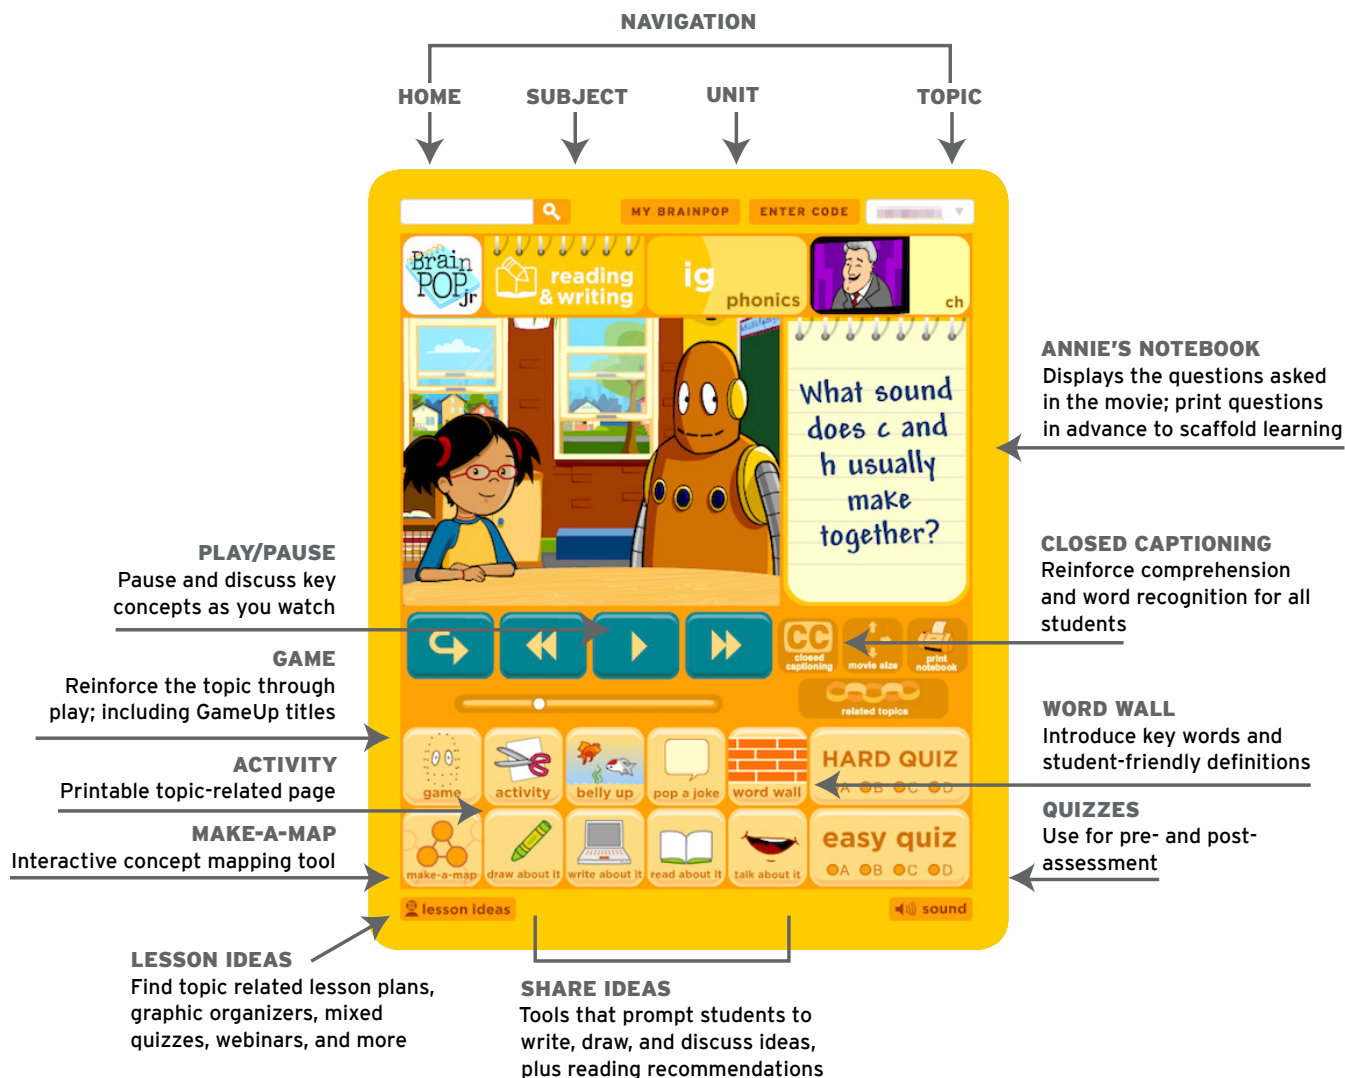 NAVIGATION
HOME
SUBJECT
UNIT
TOPIC
MY BRAINPOP
ENTER CODE
Brain
POP
jr
reading
& writing
ig
phonics
ch
What sound
does c and
h usually
make
together?
ANNIE'S NOTEBOOK
Displays the questions asked
in the movie; print questions
in advance to scaffold learning
PLAY/PAUSE
Pause and discuss key
concepts as you watch
CLOSED CAPTIONING
Reinforce comprehension
and word recognition for all
students
CC
closed
captioning
movie size
print
notebook
related topics
GAME
Reinforce the topic through
play; including GameUp titles
ACTIVITY
Printable topic-related page
MAKE-A-MAP
Interactive concept mapping tool
WORD WALL
Introduce key words and
student-friendly definitions
QUIZZES
Use for pre- and post-
assessment
game
activity
belly up
pop a joke
word wall
HARD QUIZ
A B C D
make-a-map
draw about it
write about it
read about it
talk about it
easy quiz
A B C D
lesson ideas
sound
LESSON IDEAS
Find topic related lesson plans,
graphic organizers, mixed
quizzes, webinars, and more
SHARE IDEAS
Tools that prompt students to
write, draw, and discuss ideas,
plus reading recommendations